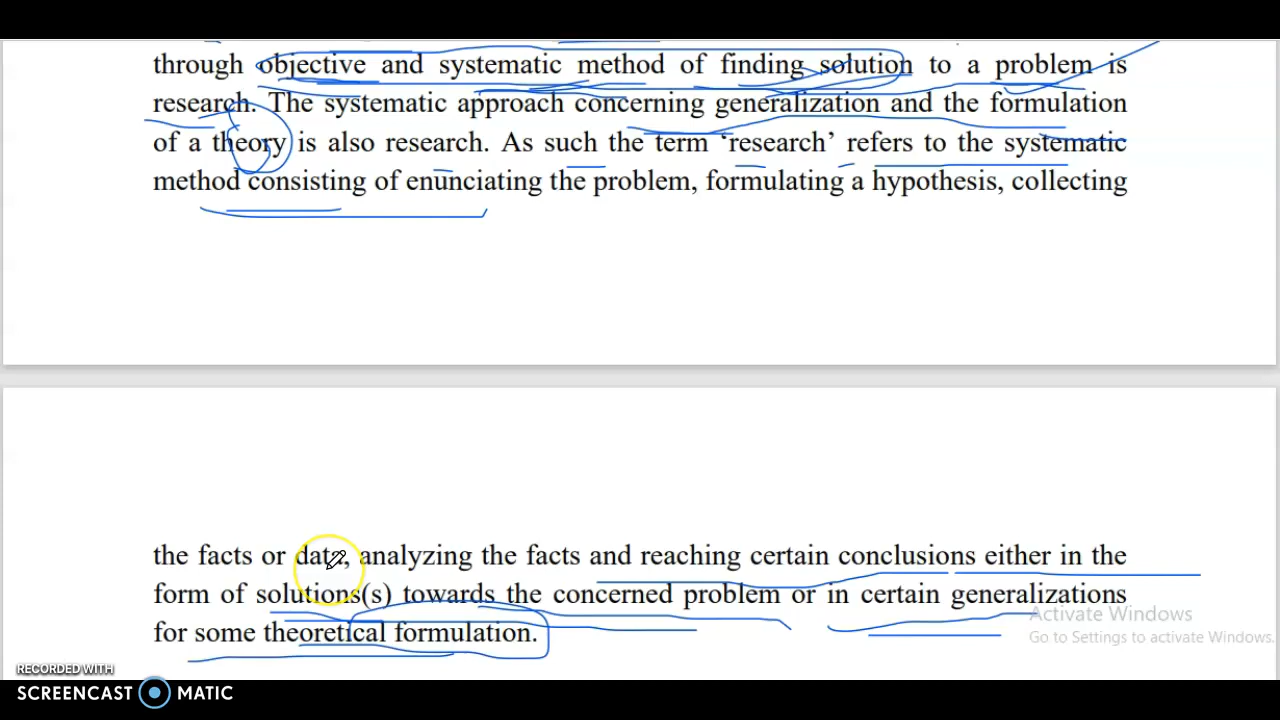 through objective and systematic method of finding solution to a problem is
research. The systematic approach concerning generalization and the formulation
of a theory is also research. As such the term ‘research’ refers to the systematic
method consisting of enunciating the problem, formulating a hypothesis, collecting
the facts or data, analyzing the facts and reaching certain conclusions either in the
form of solutions(s) towards the concerned problem or in certain generalizations
for some theoretical formulation.
Activate Windows
Go to Settings to activate Windows.
RECORDED WITH
SCREENCAST MATIC